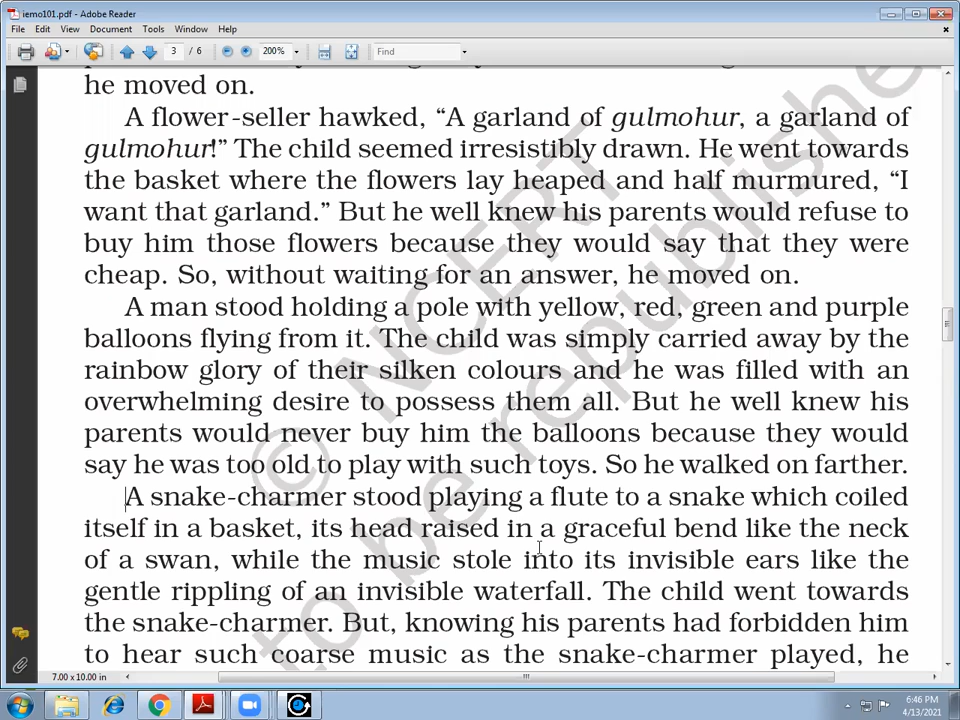 iemo101.pdf - Adobe Reader
File Edit View Document Tools Window Help
3 / 6 200% Find
he moved on.
A flower-seller hawked, “A garland of gulmohur, a garland of
gulmohur!” The child seemed irresistibly drawn. He went towards
the basket where the flowers lay heaped and half murmured, “I
want that garland.” But he well knew his parents would refuse to
buy him those flowers because they would say that they were
cheap. So, without waiting for an answer, he moved on.
A man stood holding a pole with yellow, red, green and purple
balloons flying from it. The child was simply carried away by the
rainbow glory of their silken colours and he was filled with an
overwhelming desire to possess them all. But he well knew his
parents would never buy him the balloons because they would
say he was too old to play with such toys. So he walked on farther.
A snake-charmer stood playing a flute to a snake which coiled
itself in a basket, its head raised in a graceful bend like the neck
of a swan, while the music stole into its invisible ears like the
gentle rippling of an invisible waterfall. The child went towards
the snake-charmer. But, knowing his parents had forbidden him
to hear such coarse music as the snake-charmer played, he
© NCERT
to be republishe
7.00 x 10.00 in
6:46 PM
4/13/2021